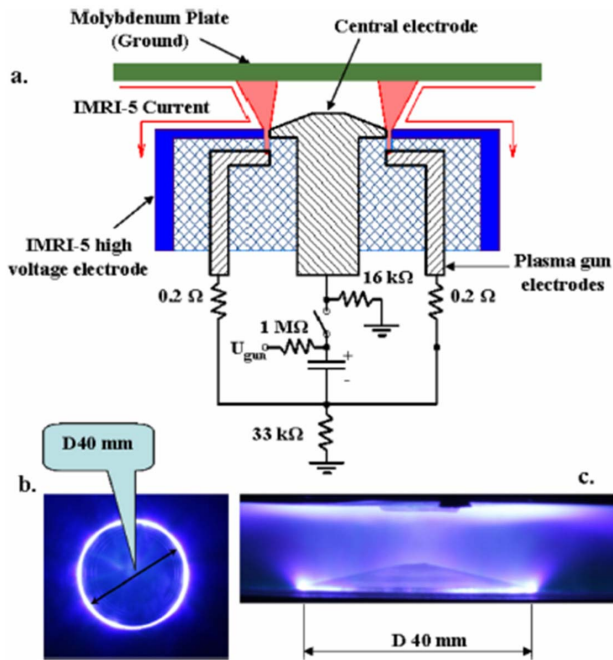 Molybdenum Plate
(Ground)
Central electrode
a.
IMRI-5 Current
IMRI-5 high
voltage electrode
Plasma gun
electrodes
16 kΩ
0.2 Ω
0.2 Ω
1 MΩ
Ugun
+
-
33 kΩ
D40 mm
b.
c.
D 40 mm